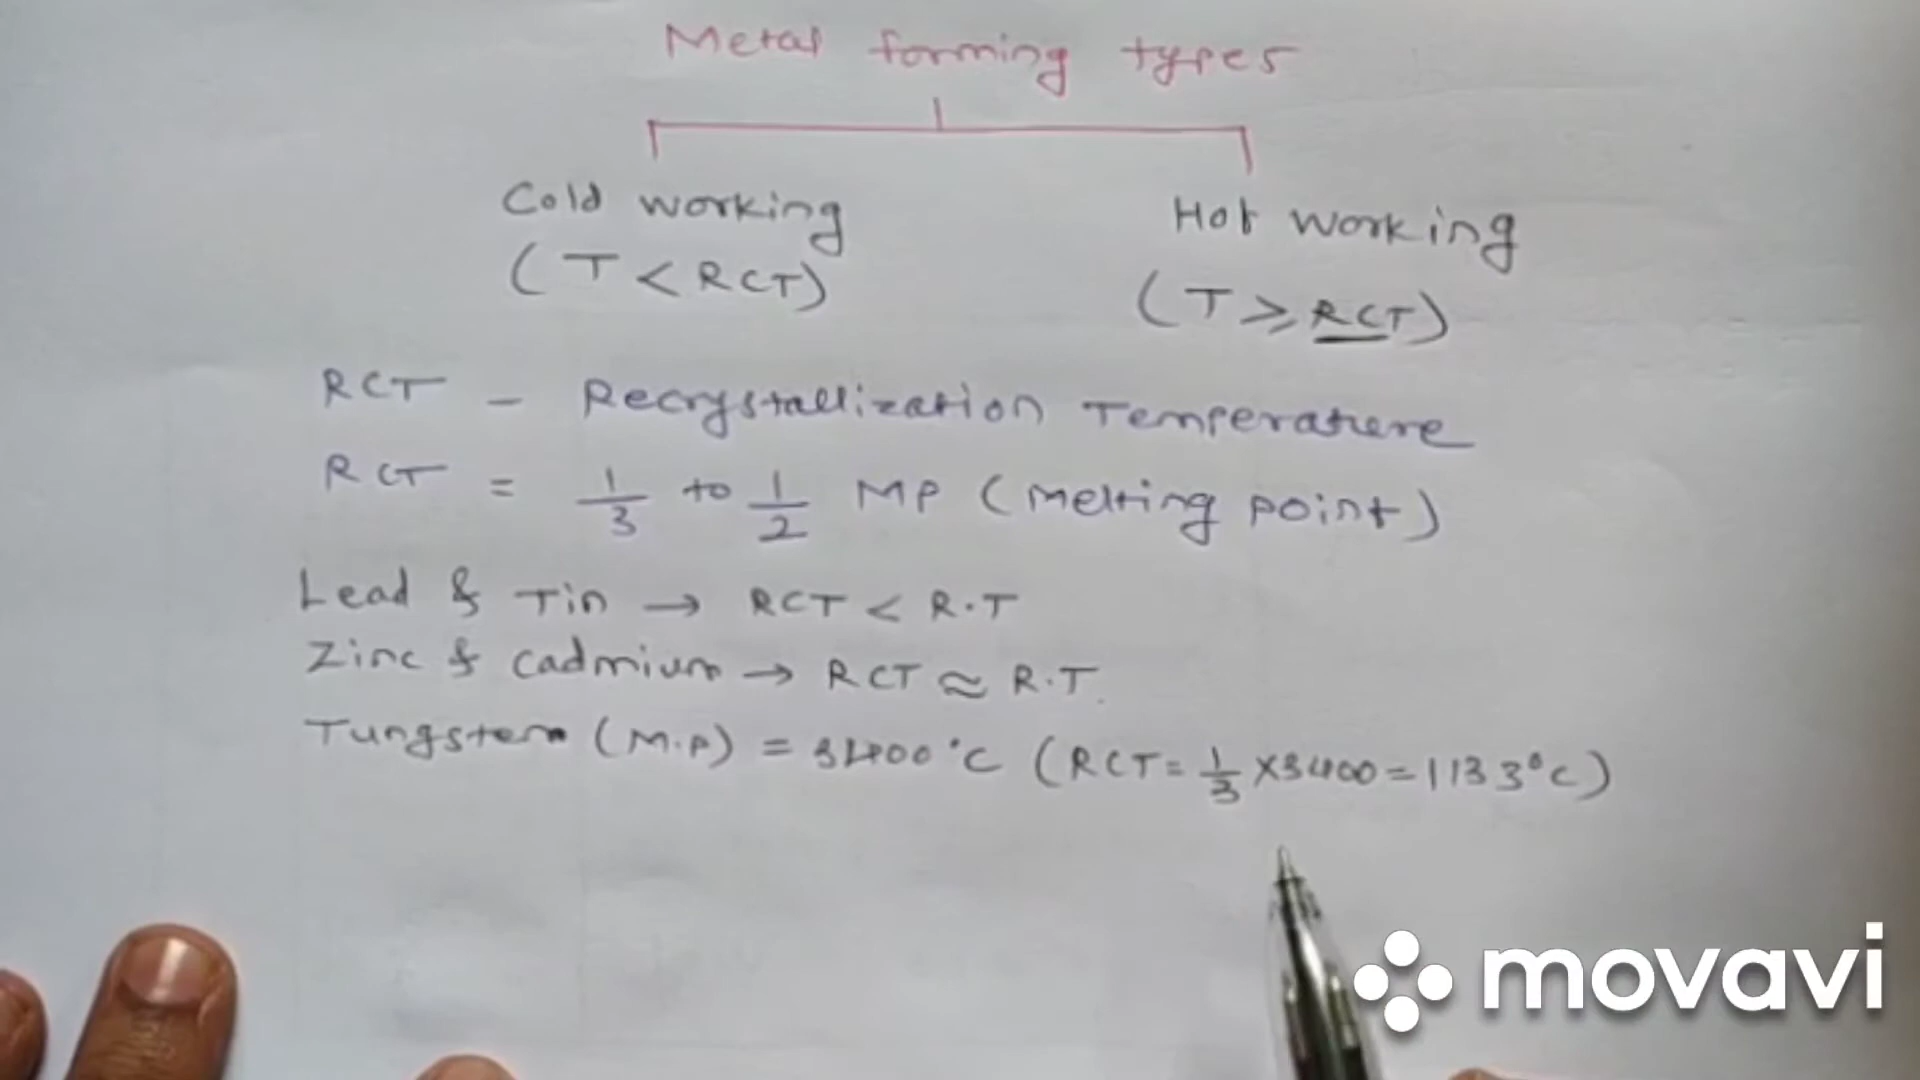 Metal forming types
Cold working
Hot working
(T < RCT)
(T ≥ RCT)
RCT - Recrystallization Temperature
RCT = 1/3 to 1/2 MP (Melting point)
Lead & Tin → RCT < R.T
Zinc & cadmium → RCT ≈ R.T.
Tungsten (M.P) = 3400°C (RCT = 1/3 × 3400 = 1133°C)
movavi